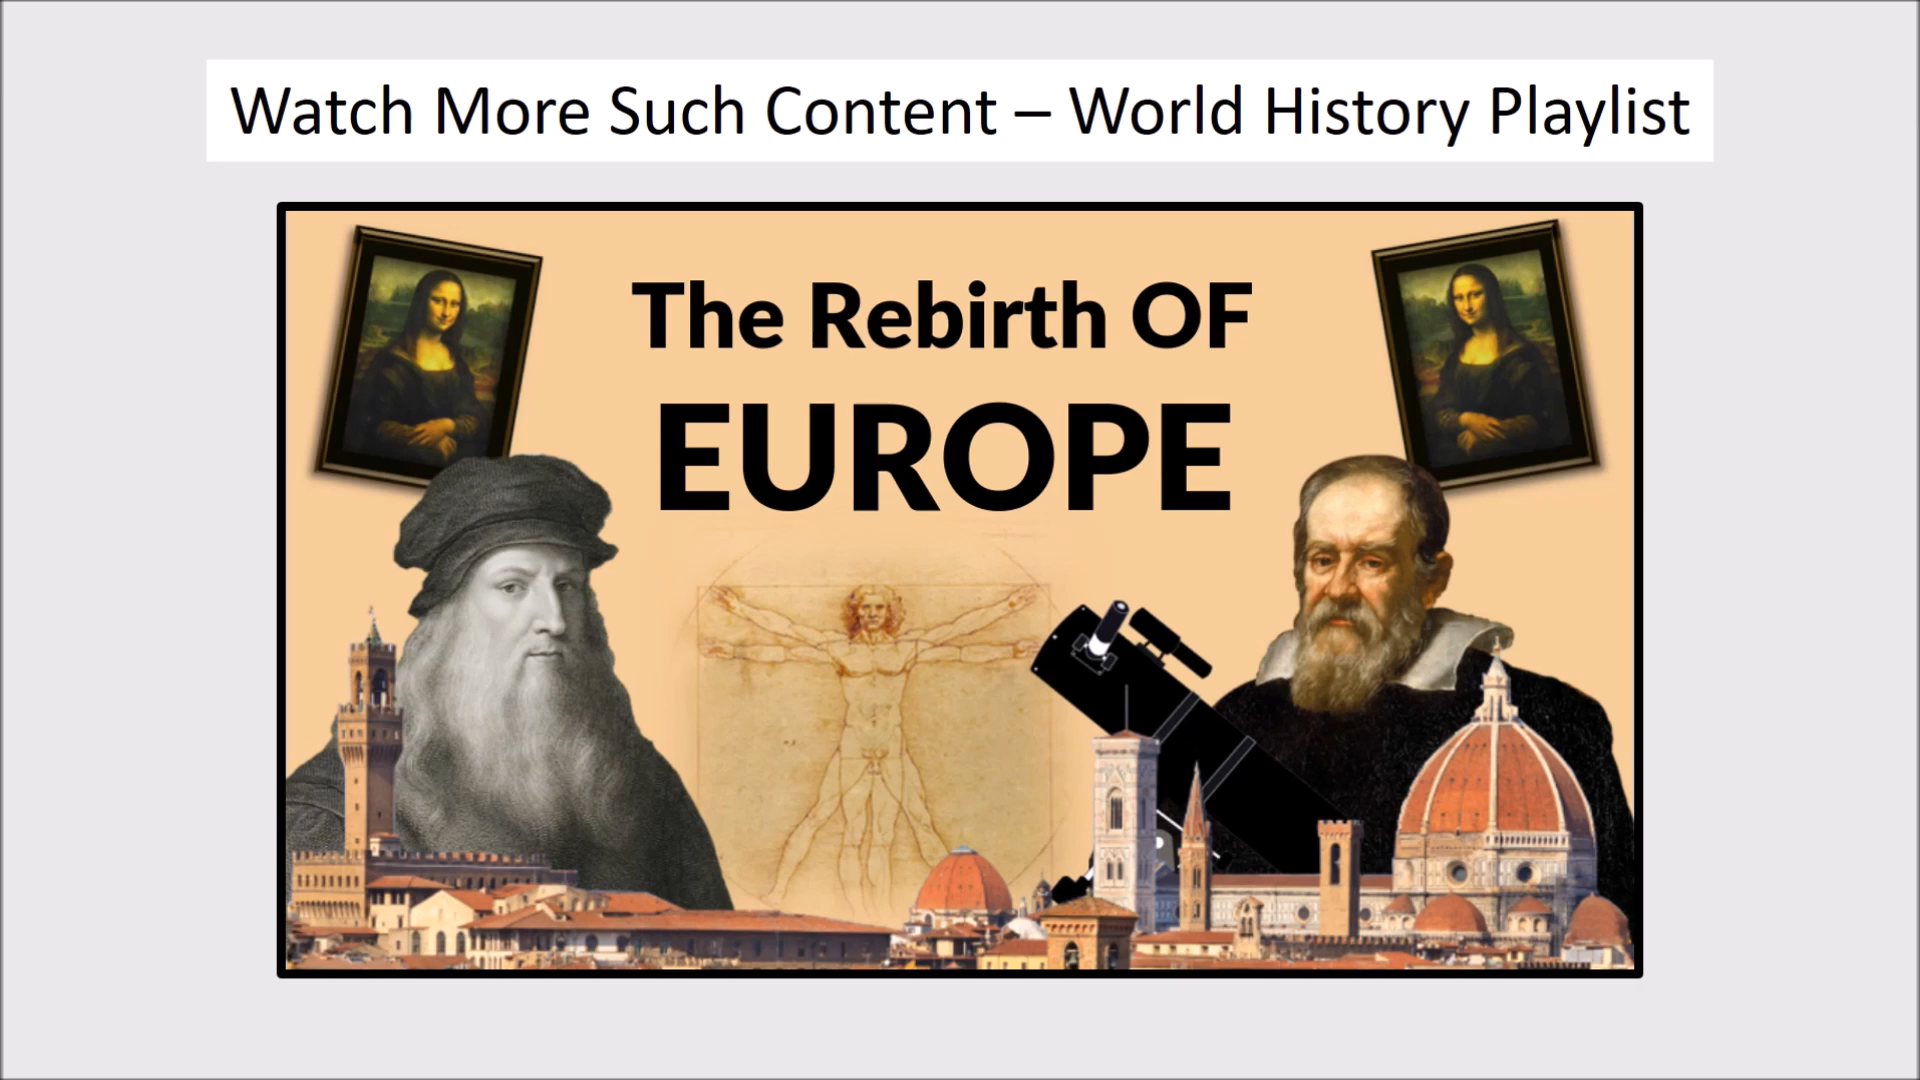 Watch More Such Content – World History Playlist
The Rebirth OF
EUROPE